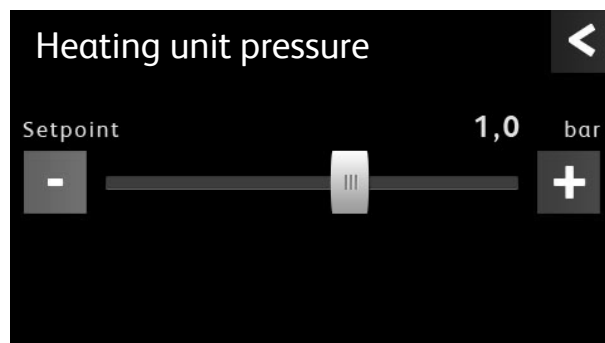 Heating unit pressure <
Setpoint 1,0 bar
- +